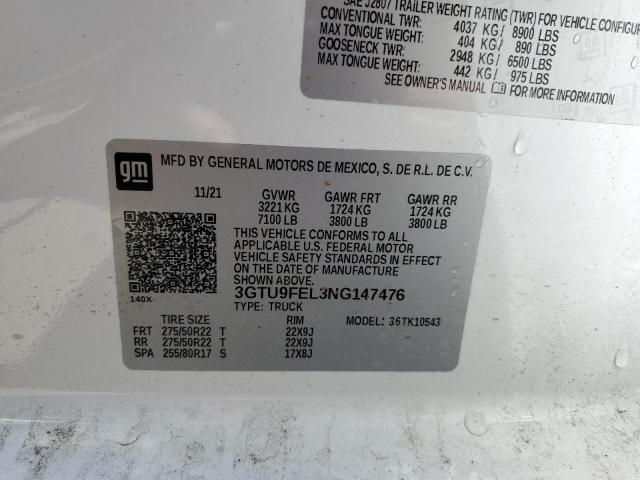 SAE J2807 TRAILER WEIGHT RATING (TWR) FOR VEHICLE
CONVENTIONAL TWR: 4037 KG/ 8900 LBS
MAX TONGUE WEIGHT: 404 KG/ 890 LBS
GOOSENECK TWR: 2948 KG/ 6500 LBS
MAX TONGUE WEIGHT: 442 KG/ 975 LBS
SEE OWNER'S MANUAL FOR MORE INFORMATION
gm MFD BY GENERAL MOTORS DE MEXICO, S. DE R.L. DE C.V.
11/21 GVWR GAWR FRT GAWR RR
3221 KG 1724 KG 1724 KG
7100 LB 3800 LB 3800 LB
THIS VEHICLE CONFORMS TO ALL
APPLICABLE U.S. FEDERAL MOTOR
VEHICLE SAFETY STANDARDS IN EFFECT
ON THE DATE OF MANUFACTURE
SHOWN ABOVE.
140X 3GTU9FEL3NG147476
TYPE: TRUCK MODEL: 36TK10543
TIRE SIZE RIM
FRT 275/50R22 T 22X9J
RR 275/50R22 T 22X9J
SPA 255/80R17 S 17X8J